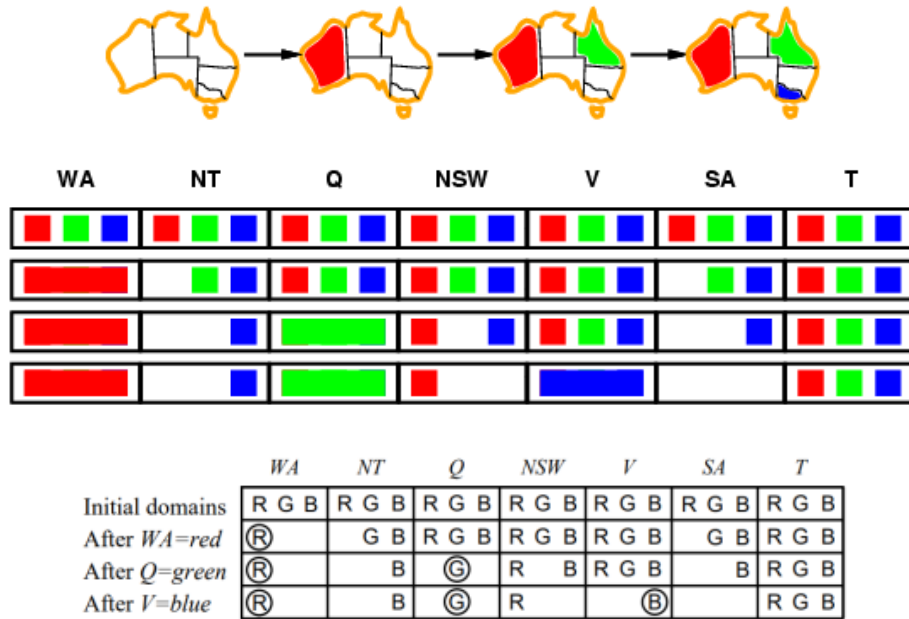 WA NT Q NSW V SA T
WA NT Q NSW V SA T
Initial domains R G B R G B R G B R G B R G B R G B R G B
After WA=red R G B R G B R G B R G B G B R G B
After Q=green R B G R B R G B B R G B
After V=blue R B G R B R G B